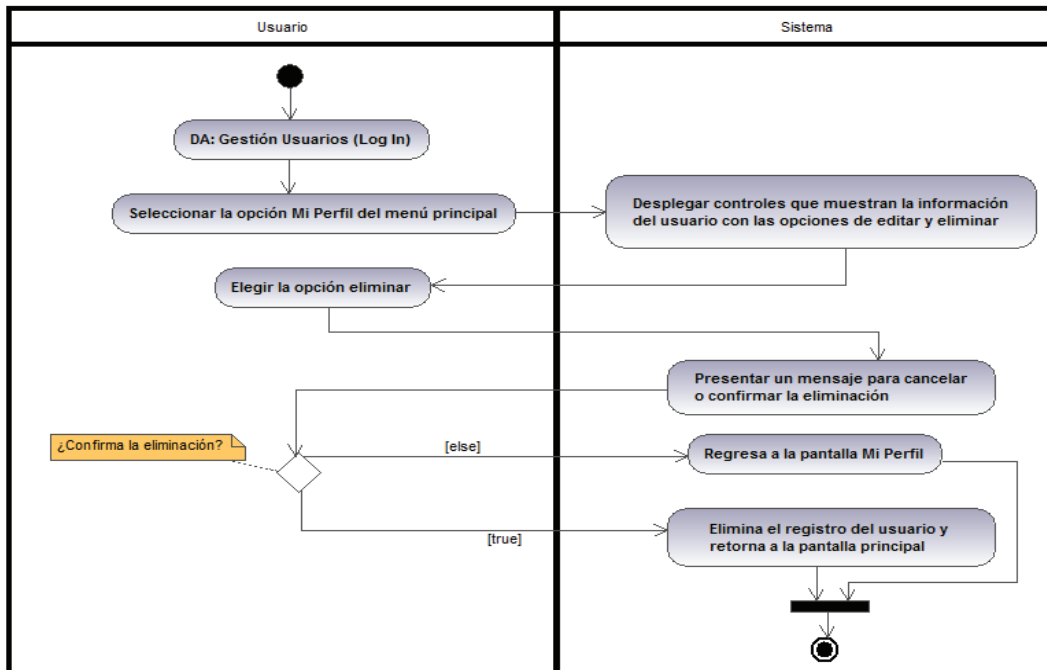 Usuario
Sistema
DA: Gestión Usuarios (Log In)
Seleccionar la opción Mi Perfil del menú principal
Desplegar controles que muestran la información
del usuario con las opciones de editar y eliminar
Elegir la opción eliminar
Presentar un mensaje para cancelar
o confirmar la eliminación
¿Confirma la eliminación?
[else]
Regresa a la pantalla Mi Perfil
[true]
Elimina el registro del usuario y
retorna a la pantalla principal